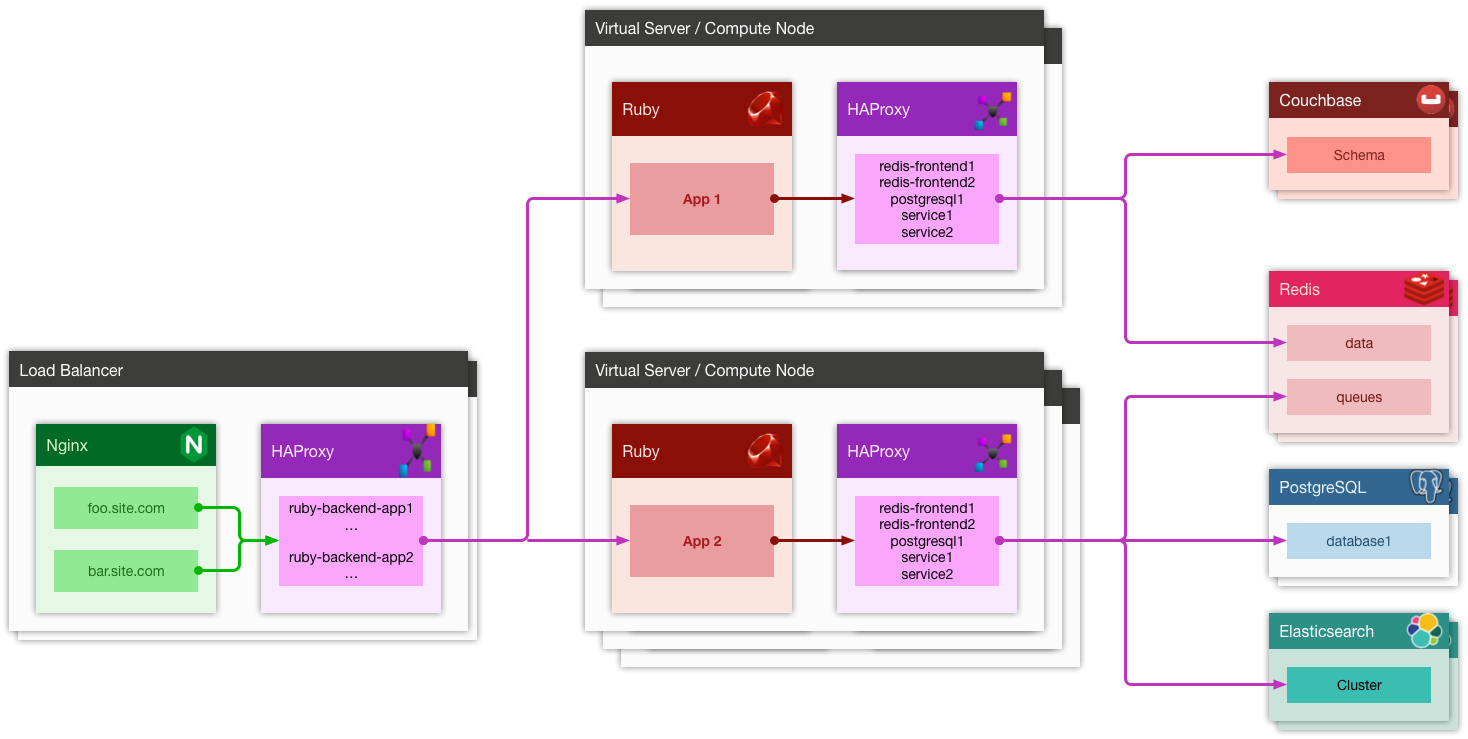 Virtual Server / Compute Node
Ruby
HAProxy
App 1
redis-frontend1
redis-frontend2
postgresql1
service1
service2
Couchbase
Schema
Redis
data
queues
Load Balancer
Nginx
foo.site.com
bar.site.com
HAProxy
ruby-backend-app1
...
ruby-backend-app2
...
Virtual Server / Compute Node
Ruby
HAProxy
App 2
redis-frontend1
redis-frontend2
postgresql1
service1
service2
PostgreSQL
database1
Elasticsearch
Cluster